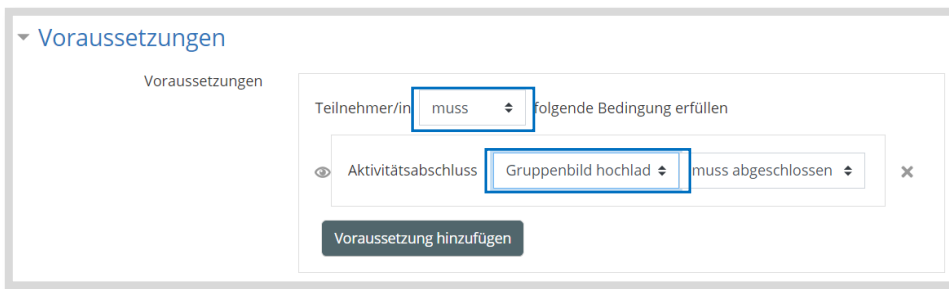 Voraussetzungen
Voraussetzungen
Teilnehmer/in muss folgende Bedingung erfüllen
Aktivitätsabschluss Gruppenbild hochlad muss abgeschlossen
Voraussetzung hinzufügen